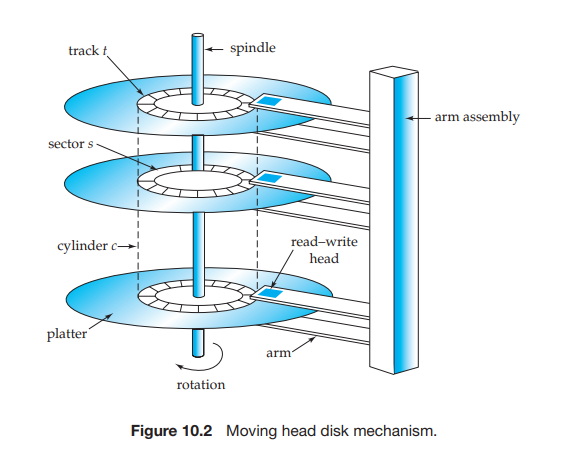 track t
spindle
arm assembly
sector s
cylinder c
read–write
head
platter
arm
rotation
Figure 10.2 Moving head disk mechanism.